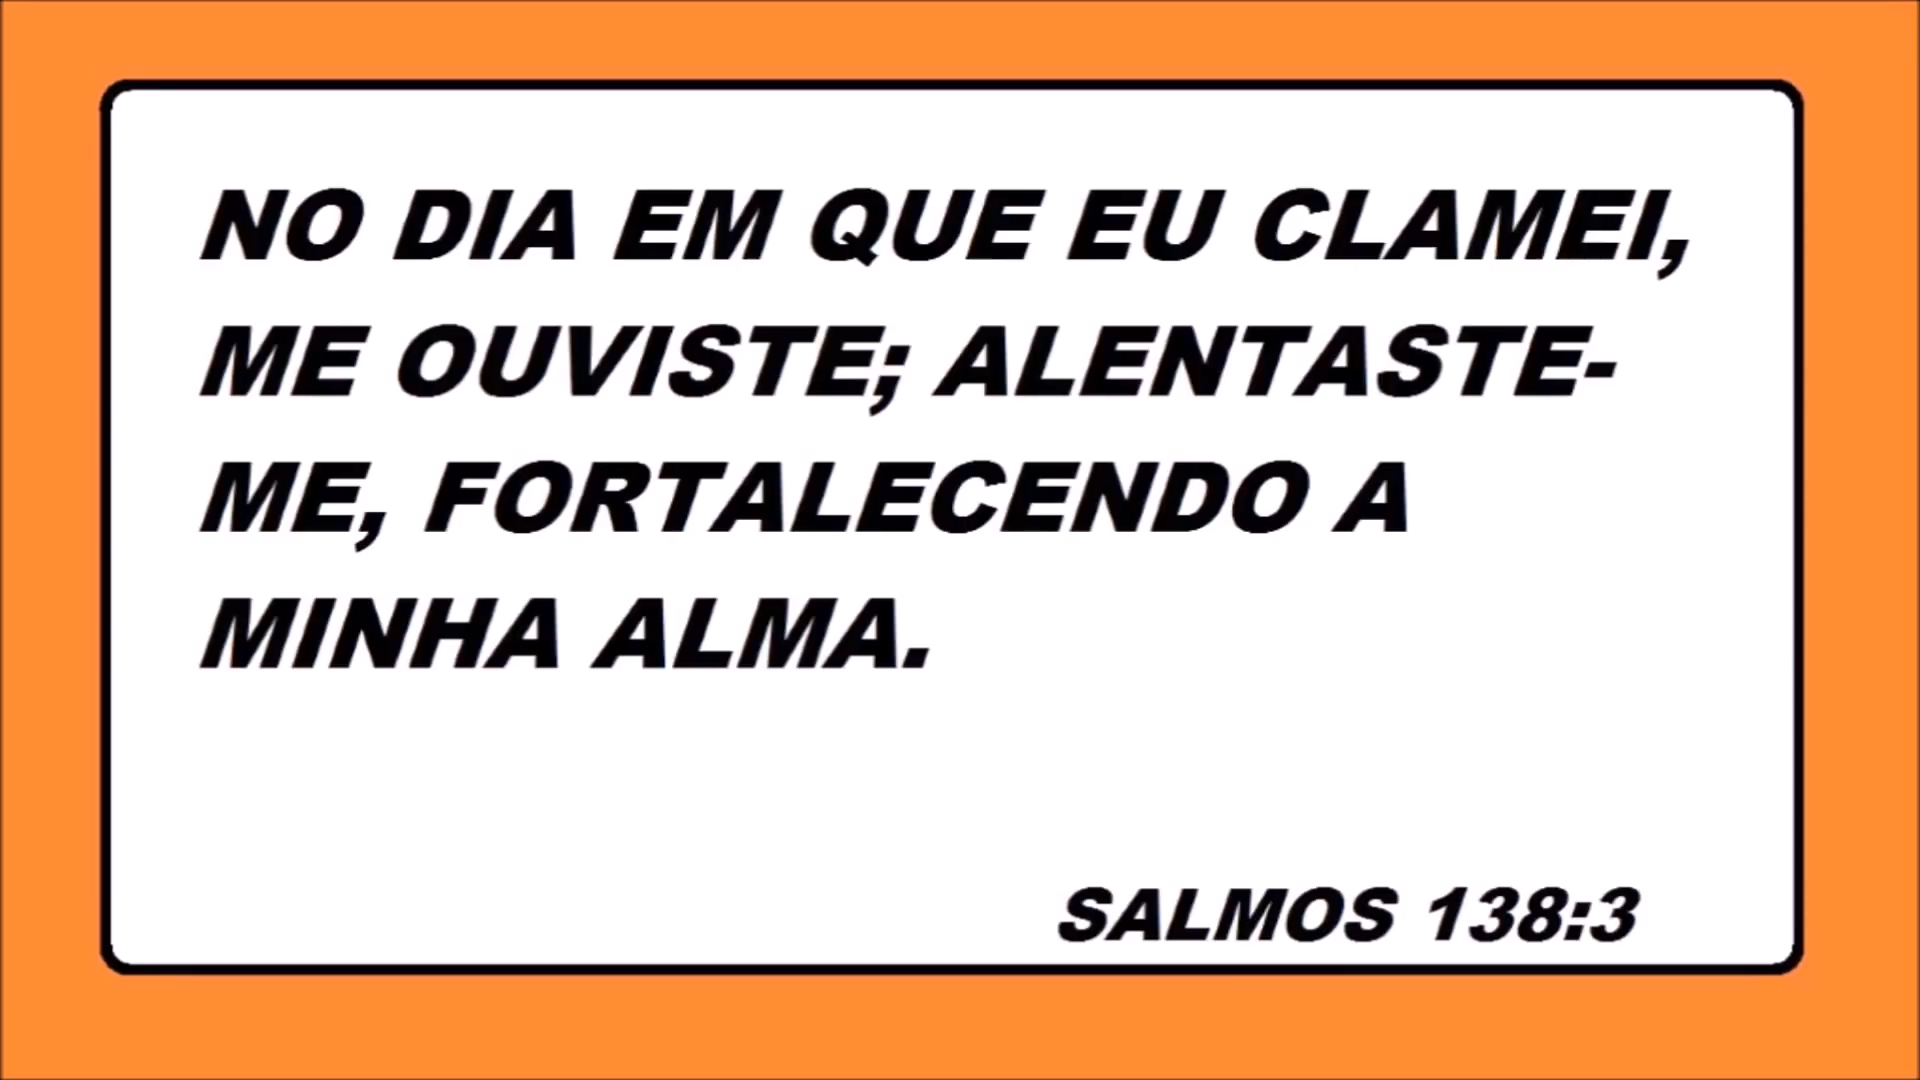 NO DIA EM QUE EU CLAMEI,
ME OUVISTE; ALENTASTE-
ME, FORTALECENDO A
MINHA ALMA.
SALMOS 138:3